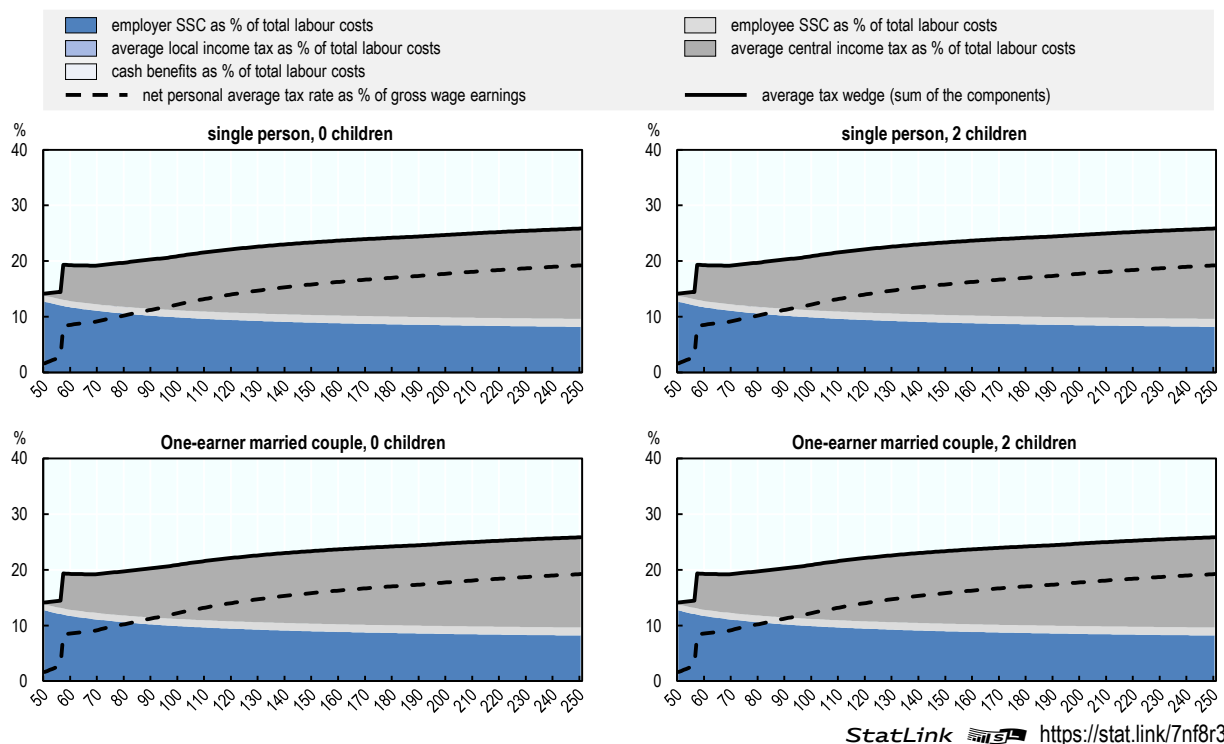 employer SSC as % of total labour costs
employee SSC as % of total labour costs
average local income tax as % of total labour costs
average central income tax as % of total labour costs
cash benefits as % of total labour costs
net personal average tax rate as % of gross wage earnings
average tax wedge (sum of the components)
%
single person, 0 children
40
30
20
10
0
50 60 70 80 90 100 110 120 130 140 150 160 170 180 190 200 210 220 230 240 250
%
single person, 2 children
40
30
20
10
0
50 60 70 80 90 100 110 120 130 140 150 160 170 180 190 200 210 220 230 240 250
%
One-earner married couple, 0 children
40
30
20
10
0
50 60 70 80 90 100 110 120 130 140 150 160 170 180 190 200 210 220 230 240 250
%
One-earner married couple, 2 children
40
30
20
10
0
50 60 70 80 90 100 110 120 130 140 150 160 170 180 190 200 210 220 230 240 250
StatLink https://stat.link/7nf8r3